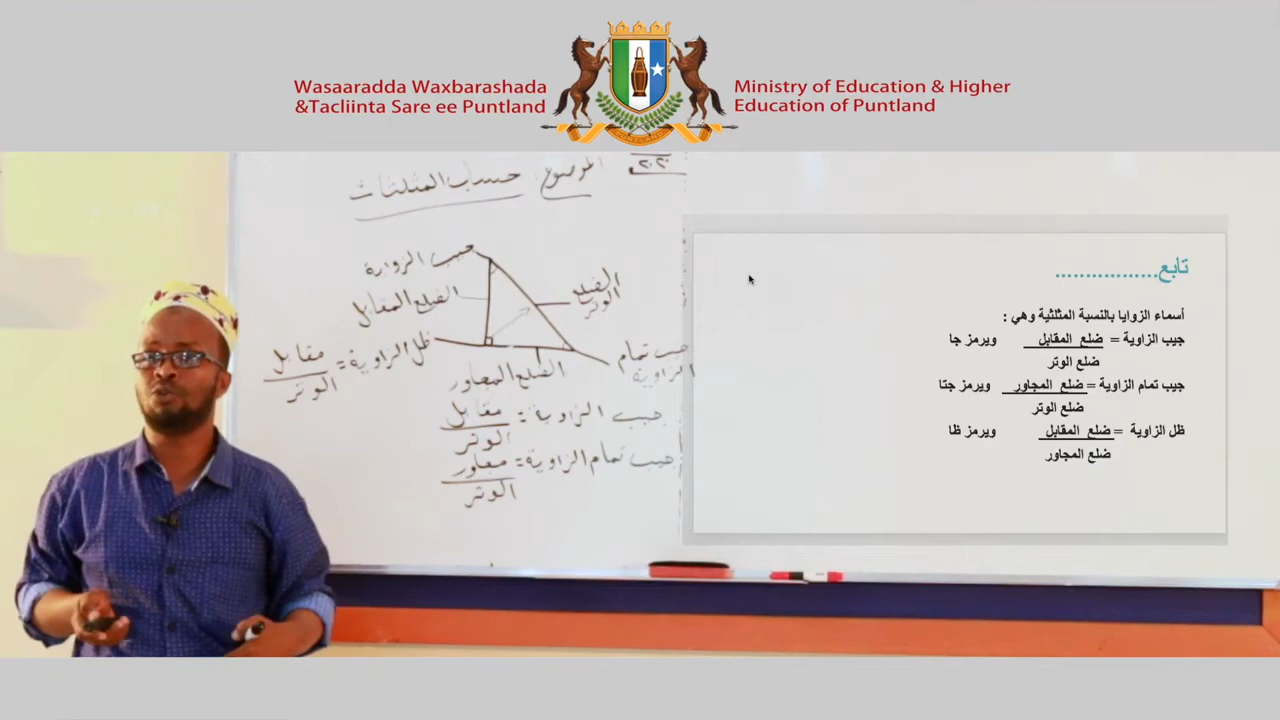 Wasaaradda Waxbarashada
&Tacliinta Sare ee Puntland
Ministry of Education & Higher
Education of Puntland
٢٠٢٠
الموضوع حساب المثلثات
جيب الزاوية
الضلع المقابل
الضلع
الوتر
ظل الزاوية = مقابل
الوتر
جيب تمام
الزاوية
الضلع المجاور
جيب الزاوية = مقابل
الوتر
جيب تمام الزاوية = مجاور
الوتر
تابع.................
أسماء الزوايا بالنسبة المثلثية وهي :
جيب الزاوية = ضلع المقابل ويرمز جا
ضلع الوتر
جيب تمام الزاوية = ضلع المجاور ويرمز جتا
ضلع الوتر
ظل الزاوية = ضلع المقابل ويرمز ظا
ضلع المجاور